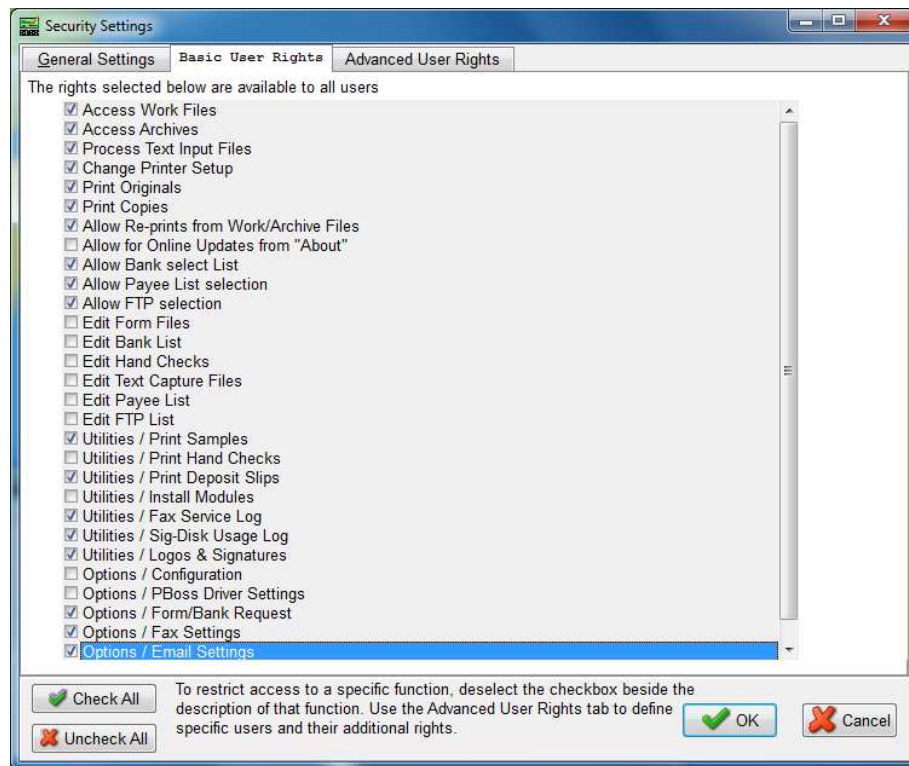 Security Settings
General Settings Basic User Rights Advanced User Rights
The rights selected below are available to all users
Access Work Files
Access Archives
Process Text Input Files
Change Printer Setup
Print Originals
Print Copies
Allow Re-prints from Work/Archive Files
Allow for Online Updates from "About"
Allow Bank select List
Allow Payee List selection
Allow FTP selection
Edit Form Files
Edit Bank List
Edit Hand Checks
Edit Text Capture Files
Edit Payee List
Edit FTP List
Utilities / Print Samples
Utilities / Print Hand Checks
Utilities / Print Deposit Slips
Utilities / Install Modules
Utilities / Fax Service Log
Utilities / Sig-Disk Usage Log
Utilities / Logos & Signatures
Options / Configuration
Options / PBoss Driver Settings
Options / Form/Bank Request
Options / Fax Settings
Options / Email Settings
Check All
Uncheck All
To restrict access to a specific function, deselect the checkbox beside the
description of that function. Use the Advanced User Rights tab to define
specific users and their additional rights.
OK
Cancel